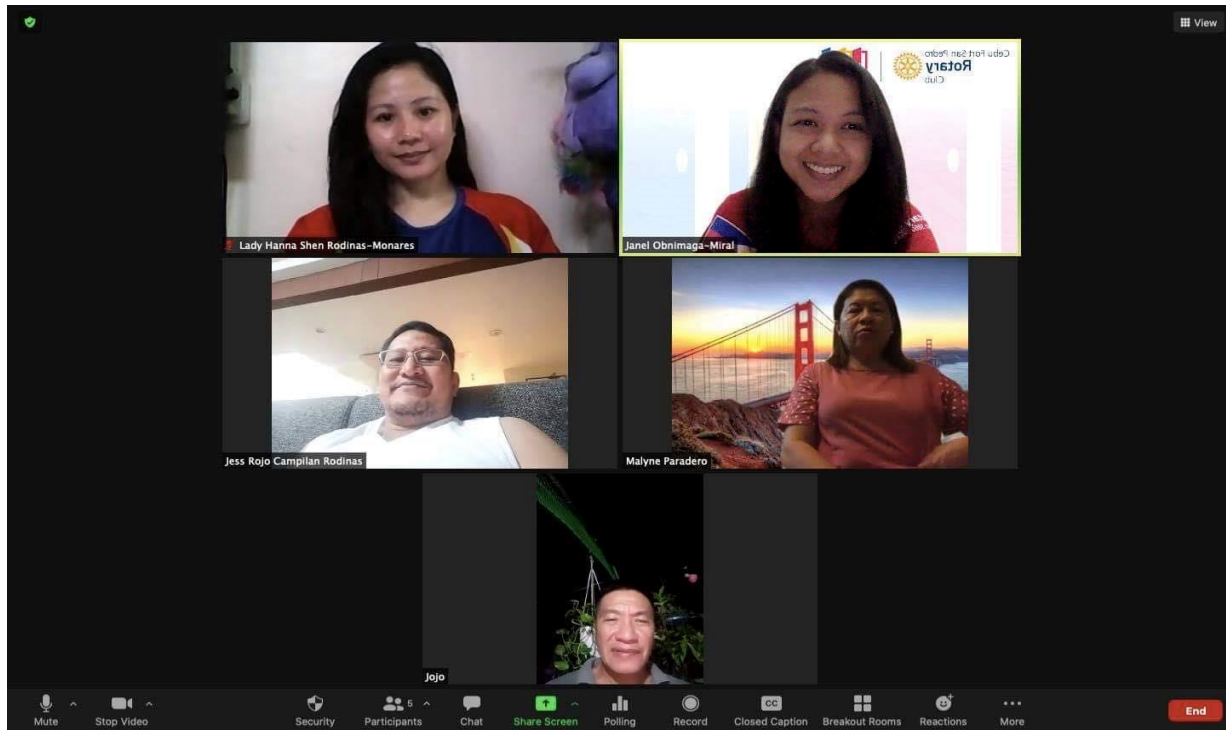 View
Cebu Fort San Pedro
Rotary
Club
Lady Hanna Shen Rodinas-Monares
Janel Obnimaga-Miral
Jess Rojo Campilan Rodinas
Malyne Paradero
Jojo
Mute
Stop Video
Security
5
Participants
Chat
Share Screen
Polling
Record
CC
Closed Caption
Breakout Rooms
Reactions
More
End